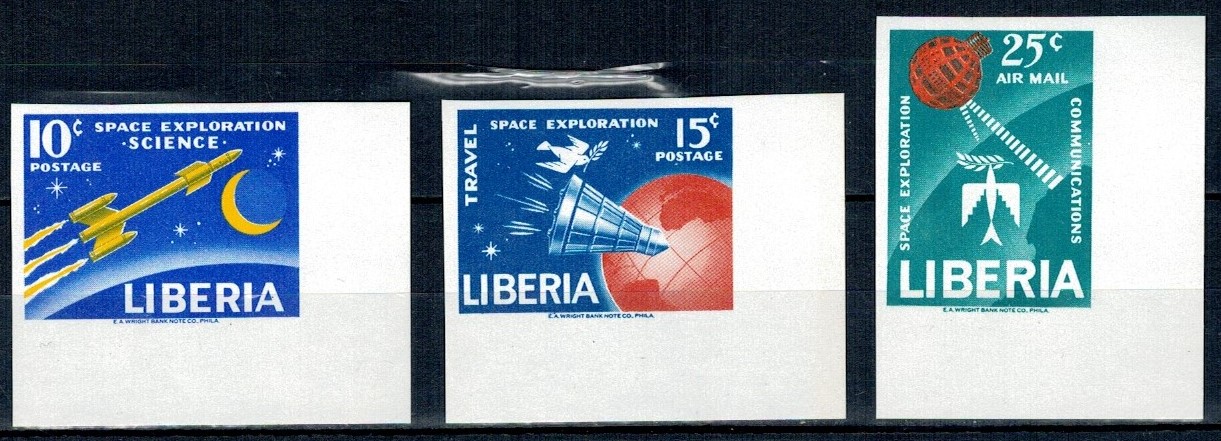 10¢
SPACE EXPLORATION
·SCIENCE·
POSTAGE
LIBERIA
E.A. WRIGHT BANK NOTE CO., PHILA.
TRAVEL
SPACE EXPLORATION
15¢
POSTAGE
LIBERIA
E.A. WRIGHT BANK NOTE CO., PHILA.
25¢
AIR MAIL
SPACE EXPLORATION
COMMUNICATIONS
LIBERIA
E.A. WRIGHT BANK NOTE CO., PHILA.